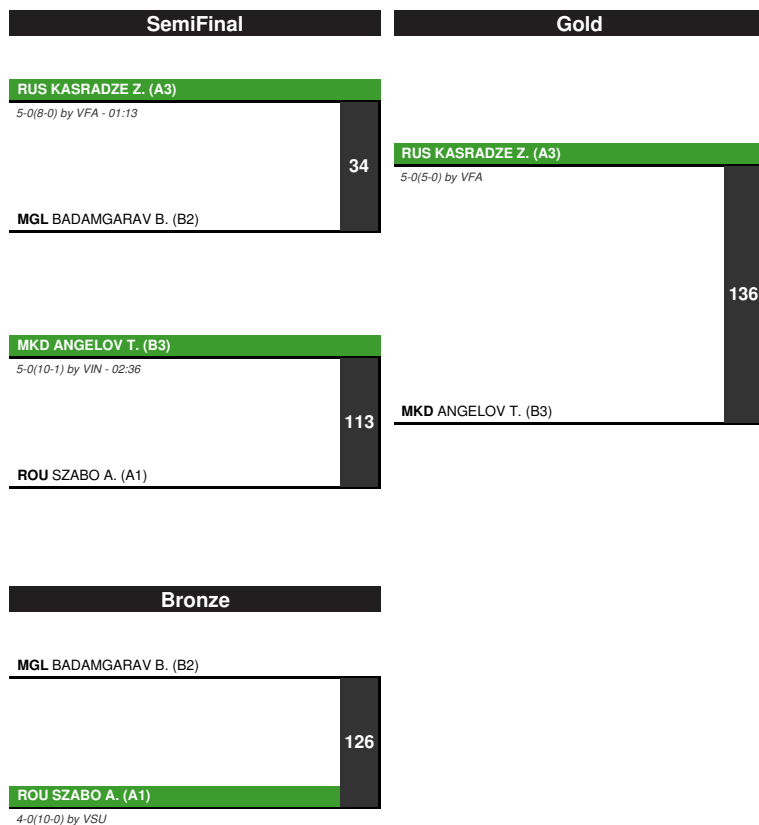 SemiFinal
RUS KASRADZE Z. (A3)
5-0(8-0) by VFA - 01:13
34
MGL BADAMGARAV B. (B2)
MKD ANGELOV T. (B3)
5-0(10-1) by VIN - 02:36
113
ROU SZABO A. (A1)
Gold
RUS KASRADZE Z. (A3)
5-0(5-0) by VFA
136
MKD ANGELOV T. (B3)
Bronze
MGL BADAMGARAV B. (B2)
126
ROU SZABO A. (A1)
4-0(10-0) by VSU